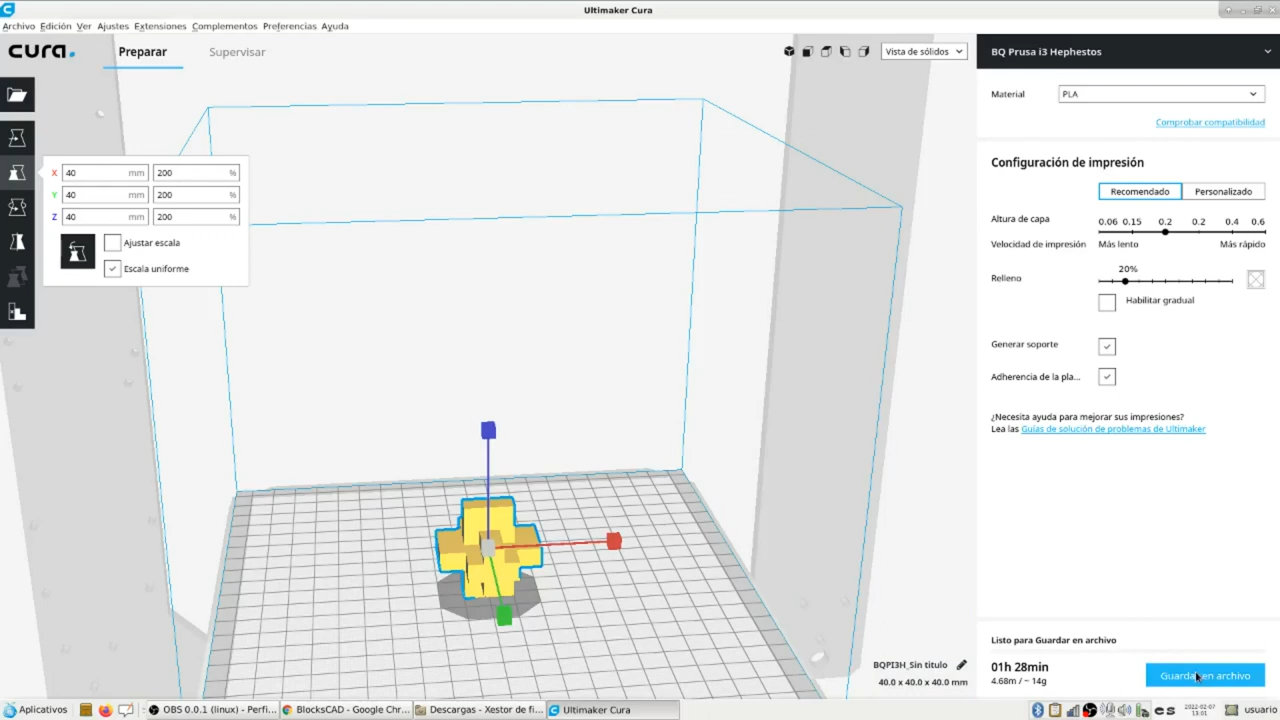 Ultimaker Cura
Archivo Edición Ver Ajustes Extensiones Complementos Preferencias Ayuda
cura. Preparar Supervisar Vista de sólidos
BQ Prusa i3 Hephestos
Material PLA
Comprobar compatibilidad
Configuración de impresión
X 40 mm 200 %
Y 40 mm 200 %
Z 40 mm 200 %
Ajustar escala
Escala uniforme
Recomendado Personalizado
Altura de capa 0.06 0.15 0.2 0.2 0.4 0.6
Velocidad de impresión Más lento Más rápido
20%
Relleno
Habilitar gradual
Generar soporte
Adherencia de la pla...
¿Necesita ayuda para mejorar sus impresiones?
Lea las Guías de solución de problemas de Ultimaker
Listo para Guardar en archivo
BQPI3H_Sin titulo
40.0 x 40.0 x 40.0 mm
01h 28min
4.68m / ~ 14g
Guardar en archivo
Aplicativos OBS 0.0.1 (linux) - Perfi... BlocksCAD - Google Chr... Descargas - Xestor de fi... Ultimaker Cura es 2022-02-07 13:01 usuario